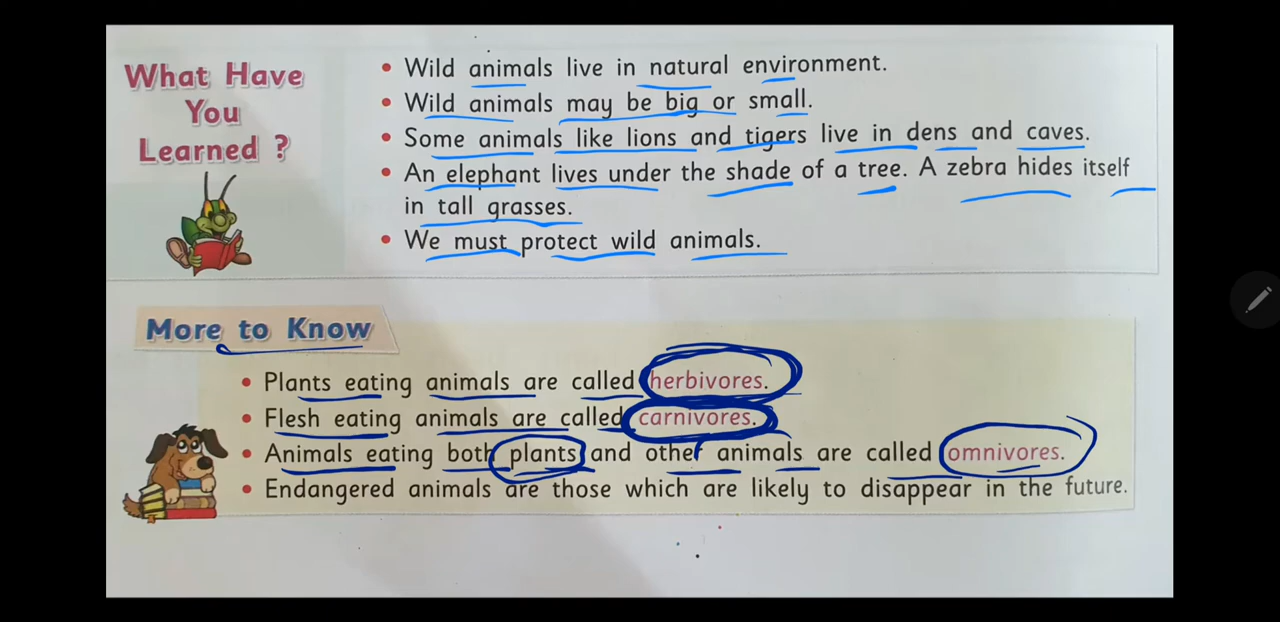 What Have
You
Learned ?
• Wild animals live in natural environment.
• Wild animals may be big or small.
• Some animals like lions and tigers live in dens and caves.
• An elephant lives under the shade of a tree. A zebra hides itself
in tall grasses.
• We must protect wild animals.
More to Know
• Plants eating animals are called herbivores.
• Flesh eating animals are called carnivores.
• Animals eating both plants and other animals are called omnivores.
• Endangered animals are those which are likely to disappear in the future.